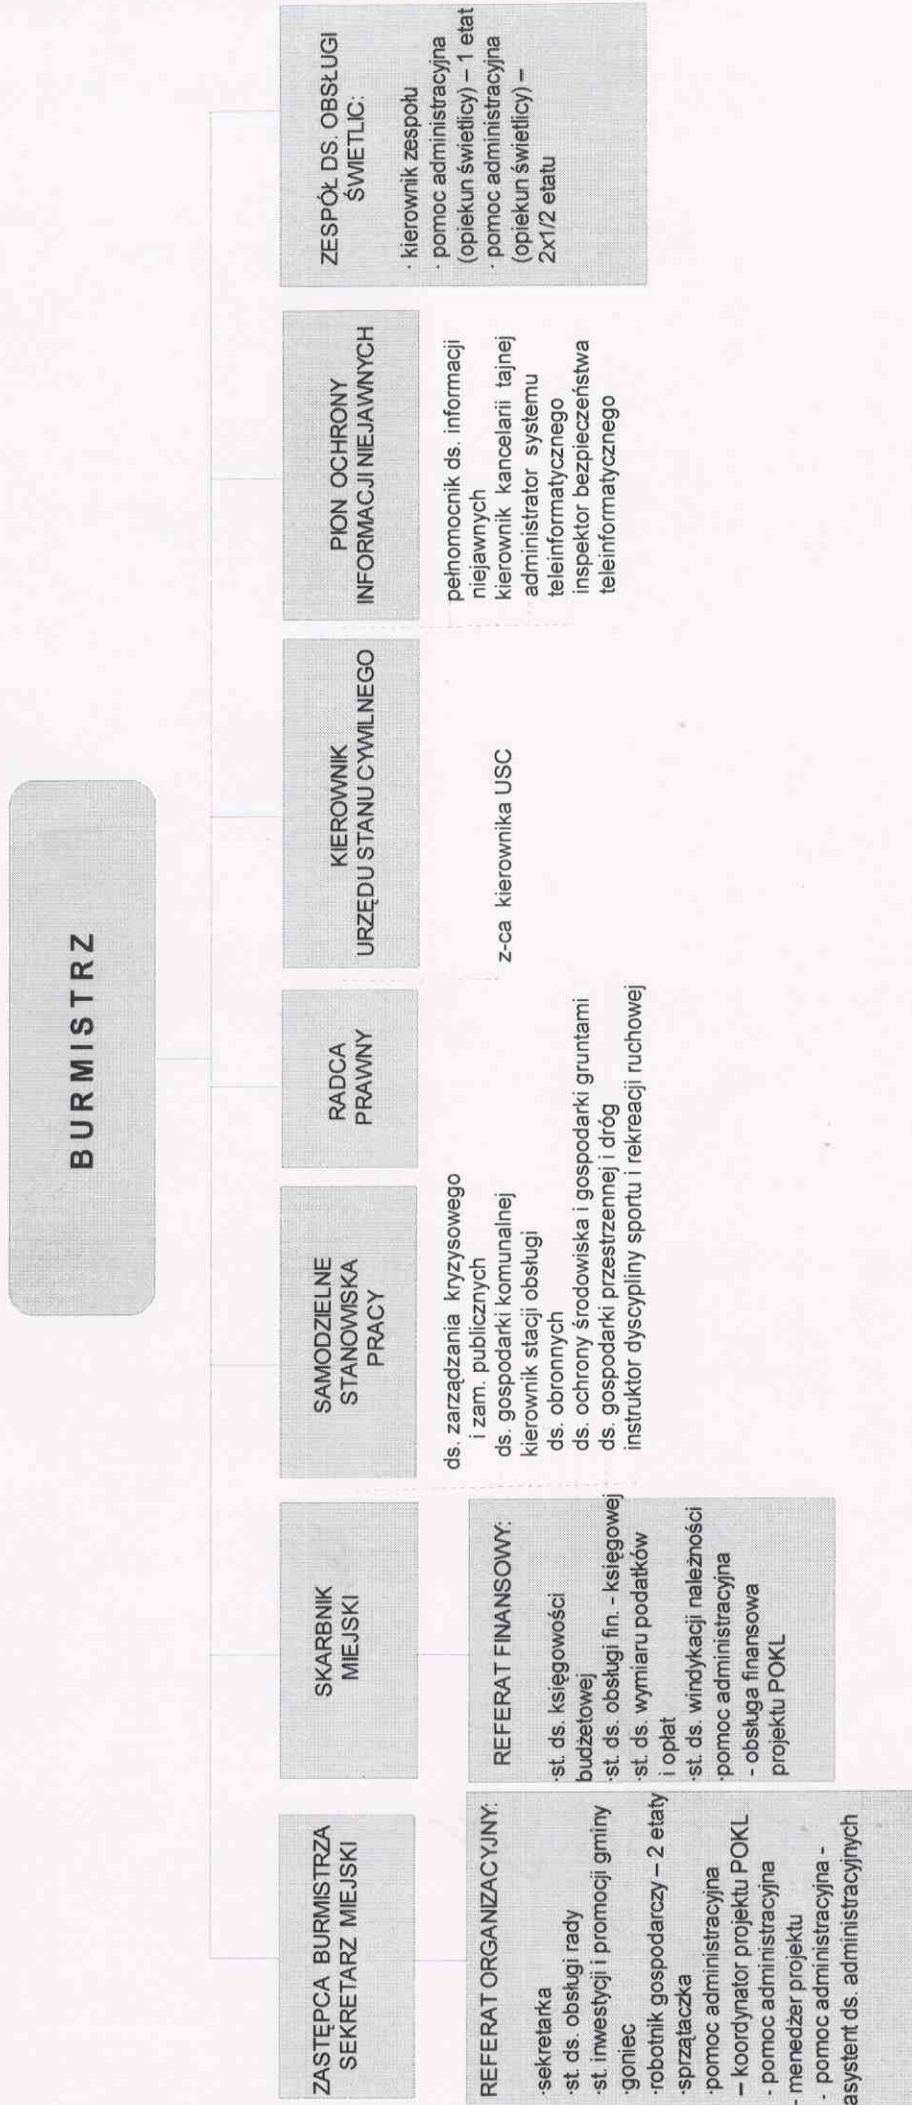 BURMISTRZ
ZASTĘPCA BURMISTRZA
SEKRETARZ MIEJSKI
REFERAT ORGANIZACYJNY:
·sekretarka
·st. ds. obsługi rady
·st. inwestycji i promocji gminy
·goniec
·robotnik gospodarczy – 2 etaty
·sprzątaczka
·pomoc administracyjna
– koordynator projektu POKL
- pomoc administracyjna
- menedżer projektu
- pomoc administracyjna -
asystent ds. administracyjnych
SKARBNIK
MIEJSKI
REFERAT FINANSOWY:
·st. ds. księgowości
budżetowej
·st. ds. obsługi fin. - księgowej
·st. ds. wymiaru podatków
i opłat
·st. ds. windykacji należności
·pomoc administracyjna
- obsługa finansowa
projektu POKL
SAMODZIELNE
STANOWISKA
PRACY
ds. zarządzania kryzysowego
i zam. publicznych
ds. gospodarki komunalnej
kierownik stacji obsługi
ds. obronnych
ds. ochrony środowiska i gospodarki gruntami
ds. gospodarki przestrzennej i dróg
instruktor dyscypliny sportu i rekreacji ruchowej
RADCA
PRAWNY
KIEROWNIK
URZĘDU STANU CYWILNEGO
z-ca kierownika USC
PION OCHRONY
INFORMACJI NIEJAWNYCH
pełnomocnik ds. informacji
niejawnych
kierownik kancelarii tajnej
administrator systemu
teleinformatycznego
inspektor bezpieczeństwa
teleinformatycznego
ZESPÓŁ DS. OBSŁUGI
ŚWIETLIC:
· kierownik zespołu
· pomoc administracyjna
(opiekun świetlicy) – 1 etat
· pomoc administracyjna
(opiekun świetlicy) –
2x1/2 etatu